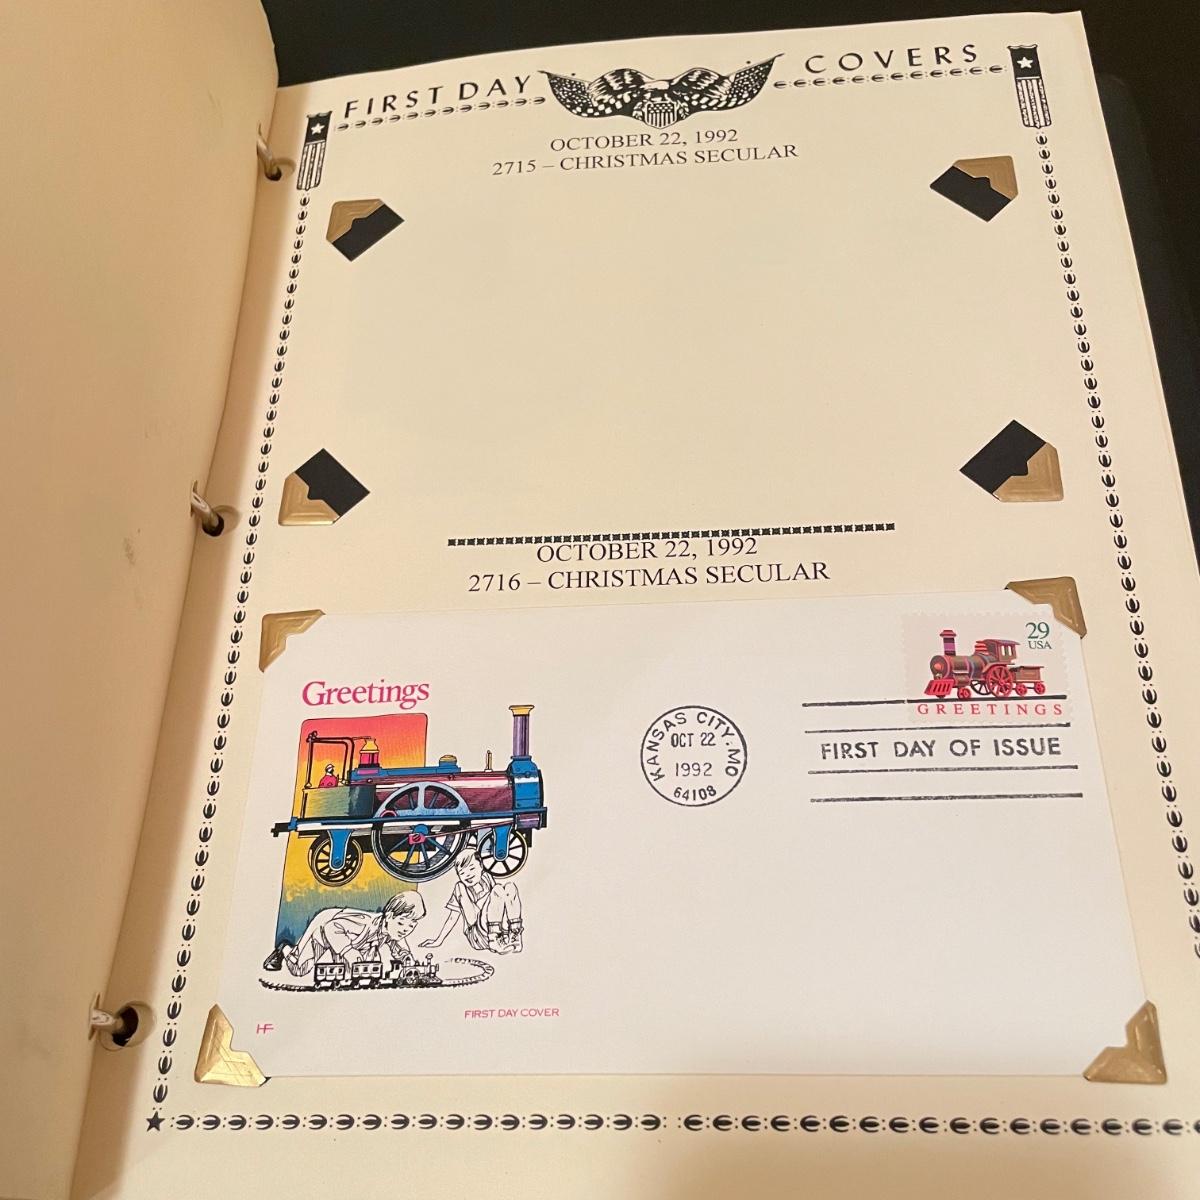 FIRST DAY COVERS
OCTOBER 22, 1992
2715 – CHRISTMAS SECULAR
OCTOBER 22, 1992
2716 – CHRISTMAS SECULAR
29
USA
GREETINGS
Greetings
KANSAS CITY, MO
OCT 22
1992
64108
FIRST DAY OF ISSUE
FIRST DAY COVER
HF